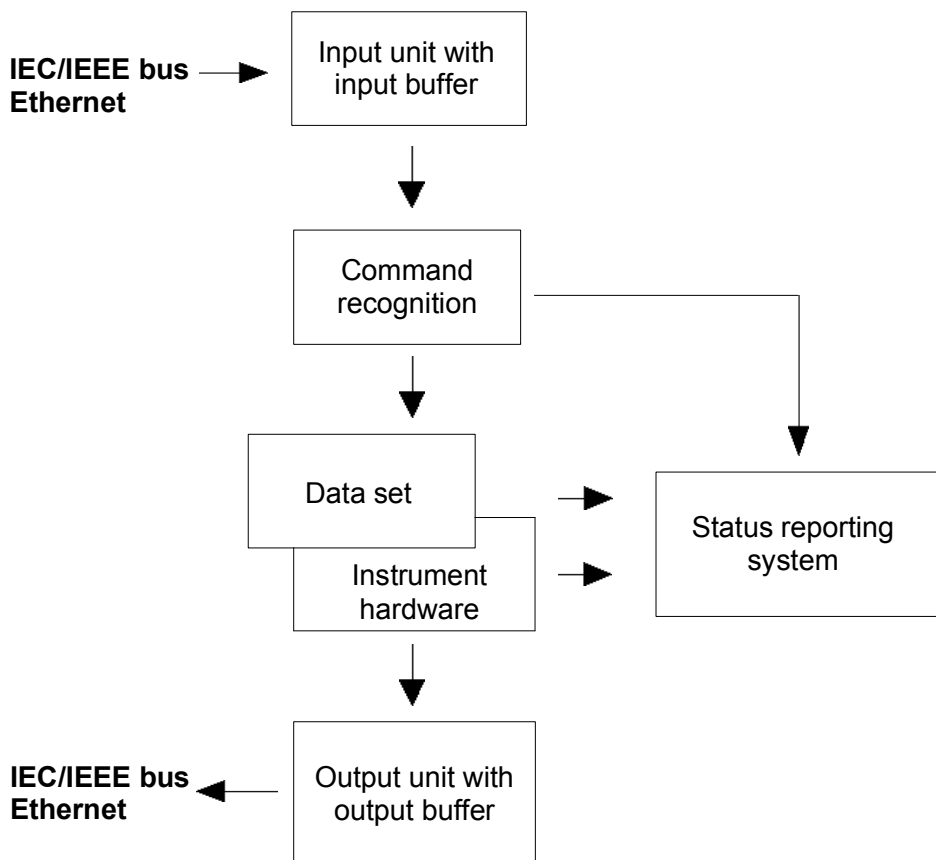 IEC/IEEE bus
Ethernet
Input unit with
input buffer
Command
recognition
Data set
Instrument
hardware
Status reporting
system
IEC/IEEE bus
Ethernet
Output unit with
output buffer